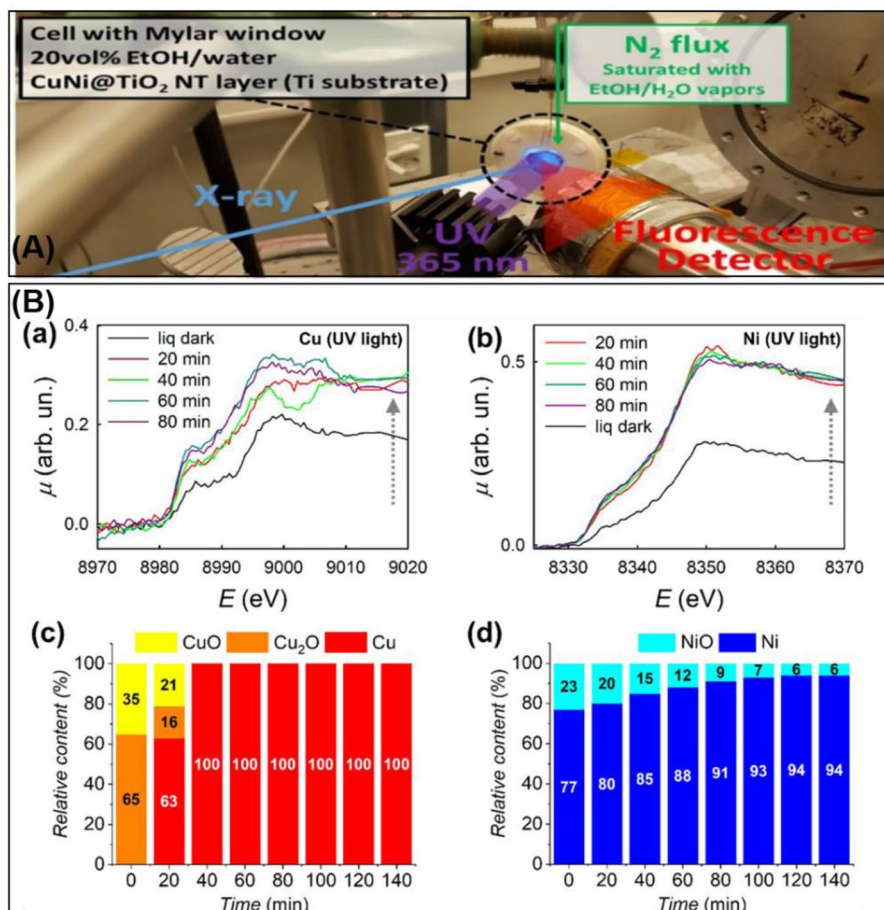 Cell with Mylar window
20vol% EtOH/water
CuNi@TiO₂ NT layer (Ti substrate)
N₂ flux
Saturated with
EtOH/H₂O vapors
X-ray
UV
365 nm
Fluorescence
Detector
(A)
(B)
(a)
Cu (UV light)
liq dark
20 min
40 min
60 min
80 min
0.4
0.2
0.0
μ (arb. un.)
8970 8980 8990 9000 9010 9020
E (eV)
(b)
Ni (UV light)
20 min
40 min
60 min
80 min
liq dark
0.5
0.0
μ (arb. un.)
8330 8340 8350 8360 8370
E (eV)
(c)
CuO Cu₂O Cu
Relative content (%)
100
80
60
40
20
0
35 21
65 16 63
100 100 100 100 100 100
0 20 40 60 80 100 120 140
Time (min)
(d)
NiO Ni
Relative content (%)
100
80
60
40
20
0
23 20 15 12 9 7 6 6
77 80 85 88 91 93 94 94
0 20 40 60 80 100 120 140
Time (min)